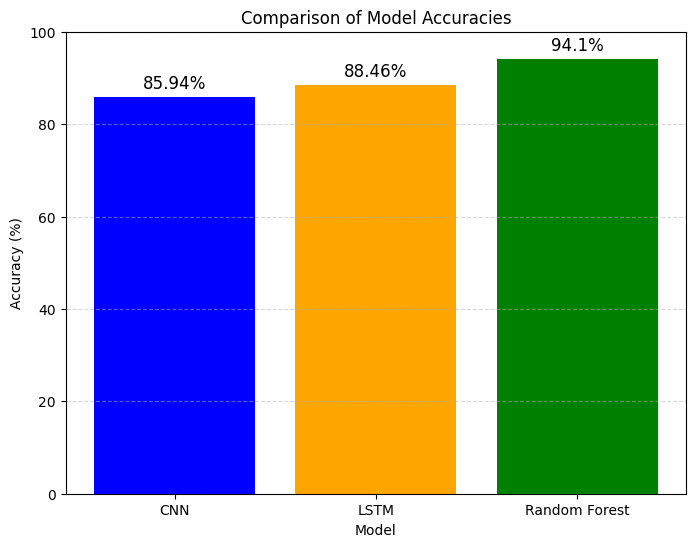 Comparison of Model Accuracies
100
80
60
40
20
0
Accuracy (%)
85.94%
88.46%
94.1%
CNN
LSTM
Random Forest
Model